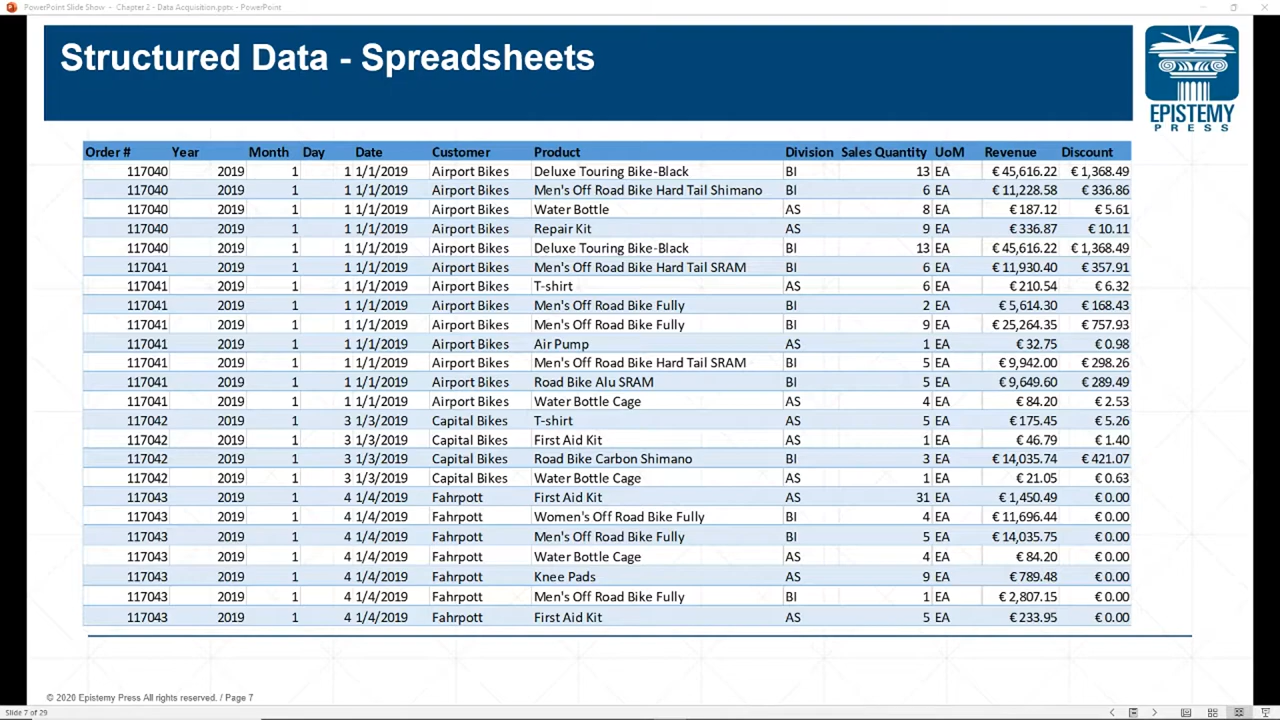 PowerPoint Slide Show - Chapter 2 - Data Acquisition.pptx - PowerPoint
Structured Data - Spreadsheets
EPISTEMY
PRESS
Order # Year Month Day Date Customer Product Division Sales Quantity UoM Revenue Discount
117040 2019 1 1 1/1/2019 Airport Bikes Deluxe Touring Bike-Black BI 13 EA € 45,616.22 € 1,368.49
117040 2019 1 1 1/1/2019 Airport Bikes Men's Off Road Bike Hard Tail Shimano BI 6 EA € 11,228.58 € 336.86
117040 2019 1 1 1/1/2019 Airport Bikes Water Bottle AS 8 EA € 187.12 € 5.61
117040 2019 1 1 1/1/2019 Airport Bikes Repair Kit AS 9 EA € 336.87 € 10.11
117040 2019 1 1 1/1/2019 Airport Bikes Deluxe Touring Bike-Black BI 13 EA € 45,616.22 € 1,368.49
117041 2019 1 1 1/1/2019 Airport Bikes Men's Off Road Bike Hard Tail SRAM BI 6 EA € 11,930.40 € 357.91
117041 2019 1 1 1/1/2019 Airport Bikes T-shirt AS 6 EA € 210.54 € 6.32
117041 2019 1 1 1/1/2019 Airport Bikes Men's Off Road Bike Fully BI 2 EA € 5,614.30 € 168.43
117041 2019 1 1 1/1/2019 Airport Bikes Men's Off Road Bike Fully BI 9 EA € 25,264.35 € 757.93
117041 2019 1 1 1/1/2019 Airport Bikes Air Pump AS 1 EA € 32.75 € 0.98
117041 2019 1 1 1/1/2019 Airport Bikes Men's Off Road Bike Hard Tail SRAM BI 5 EA € 9,942.00 € 298.26
117041 2019 1 1 1/1/2019 Airport Bikes Road Bike Alu SRAM BI 5 EA € 9,649.60 € 289.49
117041 2019 1 1 1/1/2019 Airport Bikes Water Bottle Cage AS 4 EA € 84.20 € 2.53
117042 2019 1 3 1/3/2019 Capital Bikes T-shirt AS 5 EA € 175.45 € 5.26
117042 2019 1 3 1/3/2019 Capital Bikes First Aid Kit AS 1 EA € 46.79 € 1.40
117042 2019 1 3 1/3/2019 Capital Bikes Road Bike Carbon Shimano BI 3 EA € 14,035.74 € 421.07
117042 2019 1 3 1/3/2019 Capital Bikes Water Bottle Cage AS 1 EA € 21.05 € 0.63
117043 2019 1 4 1/4/2019 Fahrpott First Aid Kit AS 31 EA € 1,450.49 € 0.00
117043 2019 1 4 1/4/2019 Fahrpott Women's Off Road Bike Fully BI 4 EA € 11,696.44 € 0.00
117043 2019 1 4 1/4/2019 Fahrpott Men's Off Road Bike Fully BI 5 EA € 14,035.75 € 0.00
117043 2019 1 4 1/4/2019 Fahrpott Water Bottle Cage AS 4 EA € 84.20 € 0.00
117043 2019 1 4 1/4/2019 Fahrpott Knee Pads AS 9 EA € 789.48 € 0.00
117043 2019 1 4 1/4/2019 Fahrpott Men's Off Road Bike Fully BI 1 EA € 2,807.15 € 0.00
117043 2019 1 4 1/4/2019 Fahrpott First Aid Kit AS 5 EA € 233.95 € 0.00
© 2020 Epistemy Press All rights reserved. / Page 7
Slide 7 of 29